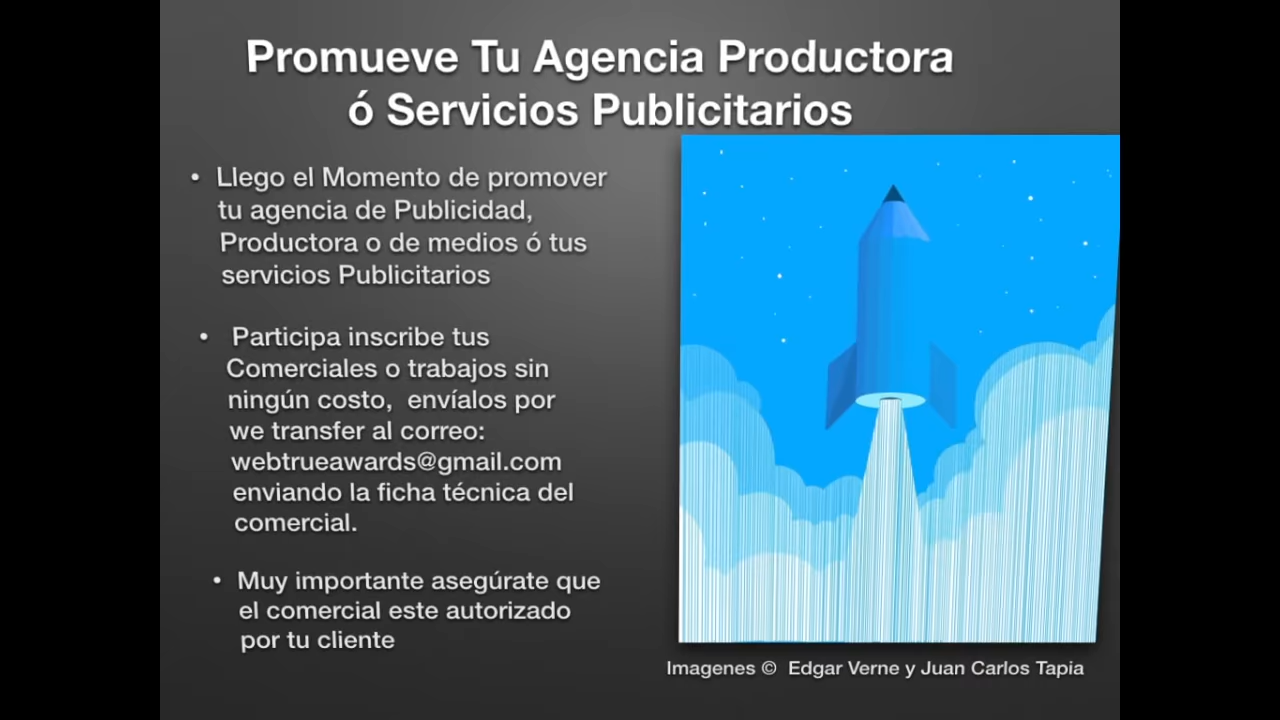 Promueve Tu Agencia Productora
ó Servicios Publicitarios
• Llego el Momento de promover
tu agencia de Publicidad,
Productora o de medios ó tus
servicios Publicitarios
• Participa inscribe tus
Comerciales o trabajos sin
ningún costo, envíalos por
we transfer al correo:
webtrueawards@gmail.com
enviando la ficha técnica del
comercial.
• Muy importante asegúrate que
el comercial este autorizado
por tu cliente
Imagenes © Edgar Verne y Juan Carlos Tapia